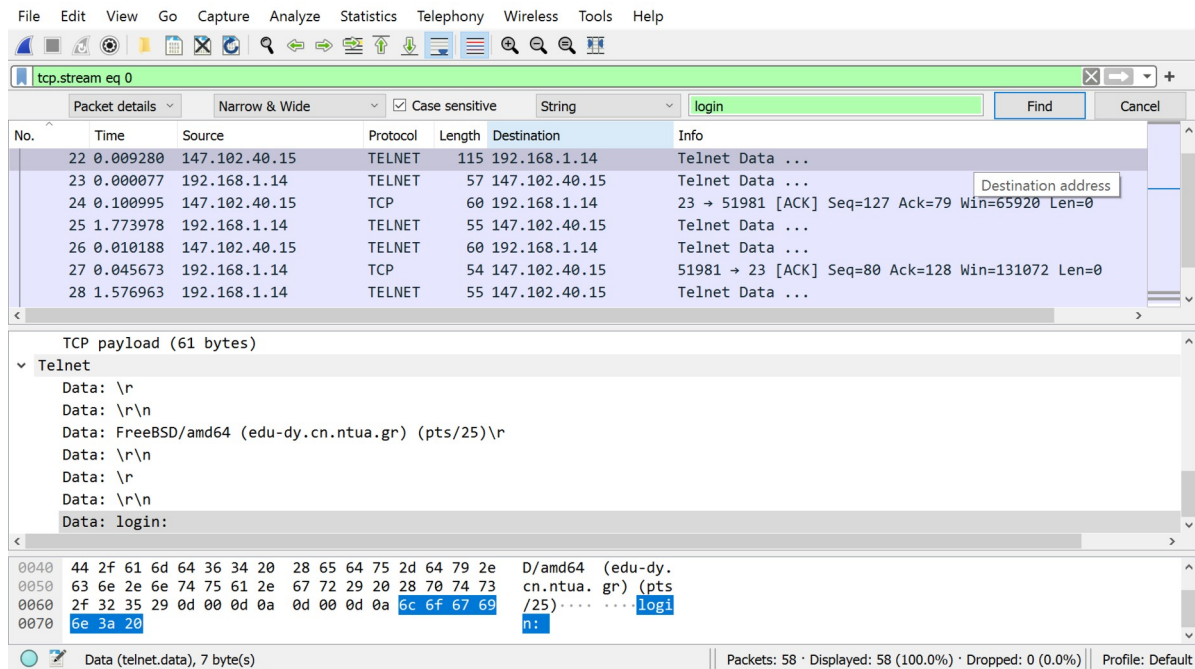 File Edit View Go Capture Analyze Statistics Telephony Wireless Tools Help
tcp.stream eq 0
Packet details Narrow & Wide Case sensitive String login Find Cancel
No. Time Source Protocol Length Destination Info
22 0.009280 147.102.40.15 TELNET 115 192.168.1.14 Telnet Data ...
23 0.000077 192.168.1.14 TELNET 57 147.102.40.15 Telnet Data ...
Destination address
24 0.100995 147.102.40.15 TCP 60 192.168.1.14 23 → 51981 [ACK] Seq=127 Ack=79 Win=65920 Len=0
25 1.773978 192.168.1.14 TELNET 55 147.102.40.15 Telnet Data ...
26 0.010188 147.102.40.15 TELNET 60 192.168.1.14 Telnet Data ...
27 0.045673 192.168.1.14 TCP 54 147.102.40.15 51981 → 23 [ACK] Seq=80 Ack=128 Win=131072 Len=0
28 1.576963 192.168.1.14 TELNET 55 147.102.40.15 Telnet Data ...
TCP payload (61 bytes)
Telnet
Data: \r
Data: \r\n
Data: FreeBSD/amd64 (edu-dy.cn.ntua.gr) (pts/25)\r
Data: \r\n
Data: \r
Data: \r\n
Data: login:
0040 44 2f 61 6d 64 36 34 20 28 65 64 75 2d 64 79 2e D/amd64 (edu-dy.
0050 63 6e 2e 6e 74 75 61 2e 67 72 29 20 28 70 74 73 cn.ntua. gr) (pts
0060 2f 32 35 29 0d 00 0d 0a 0d 00 0d 0a 6c 6f 67 69 /25)···· ····logi
0070 6e 3a 20 n:
Data (telnet.data), 7 byte(s) Packets: 58 · Displayed: 58 (100.0%) · Dropped: 0 (0.0%) Profile: Default